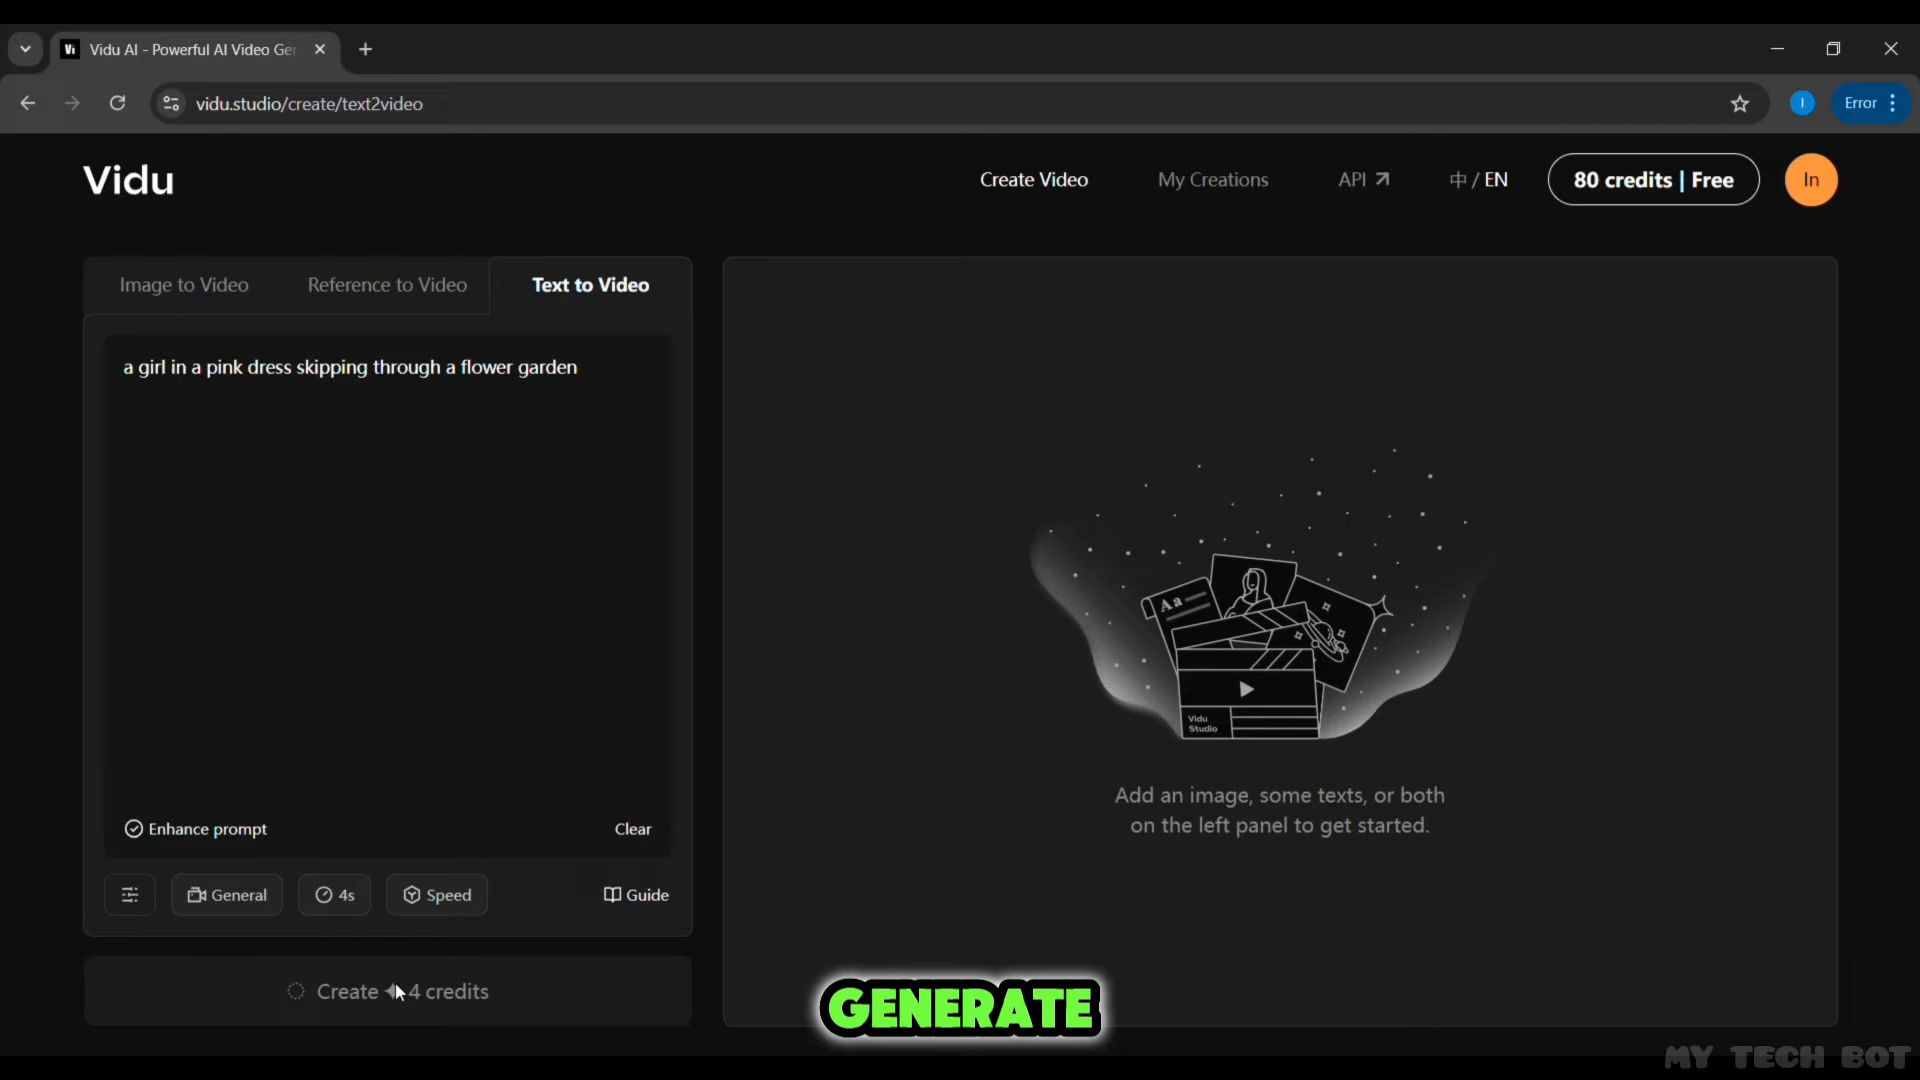 Vidu AI - Powerful AI Video Ger
vidu.studio/create/text2video
I
Error
Vidu
Create Video
My Creations
API
中 / EN
80 credits | Free
In
Image to Video
Reference to Video
Text to Video
a girl in a pink dress skipping through a flower garden
Enhance prompt
Clear
General
4s
Speed
Guide
Create 4 credits
Aa
Vidu
Studio
Add an image, some texts, or both
on the left panel to get started.
GENERATE
MY TECH BOT